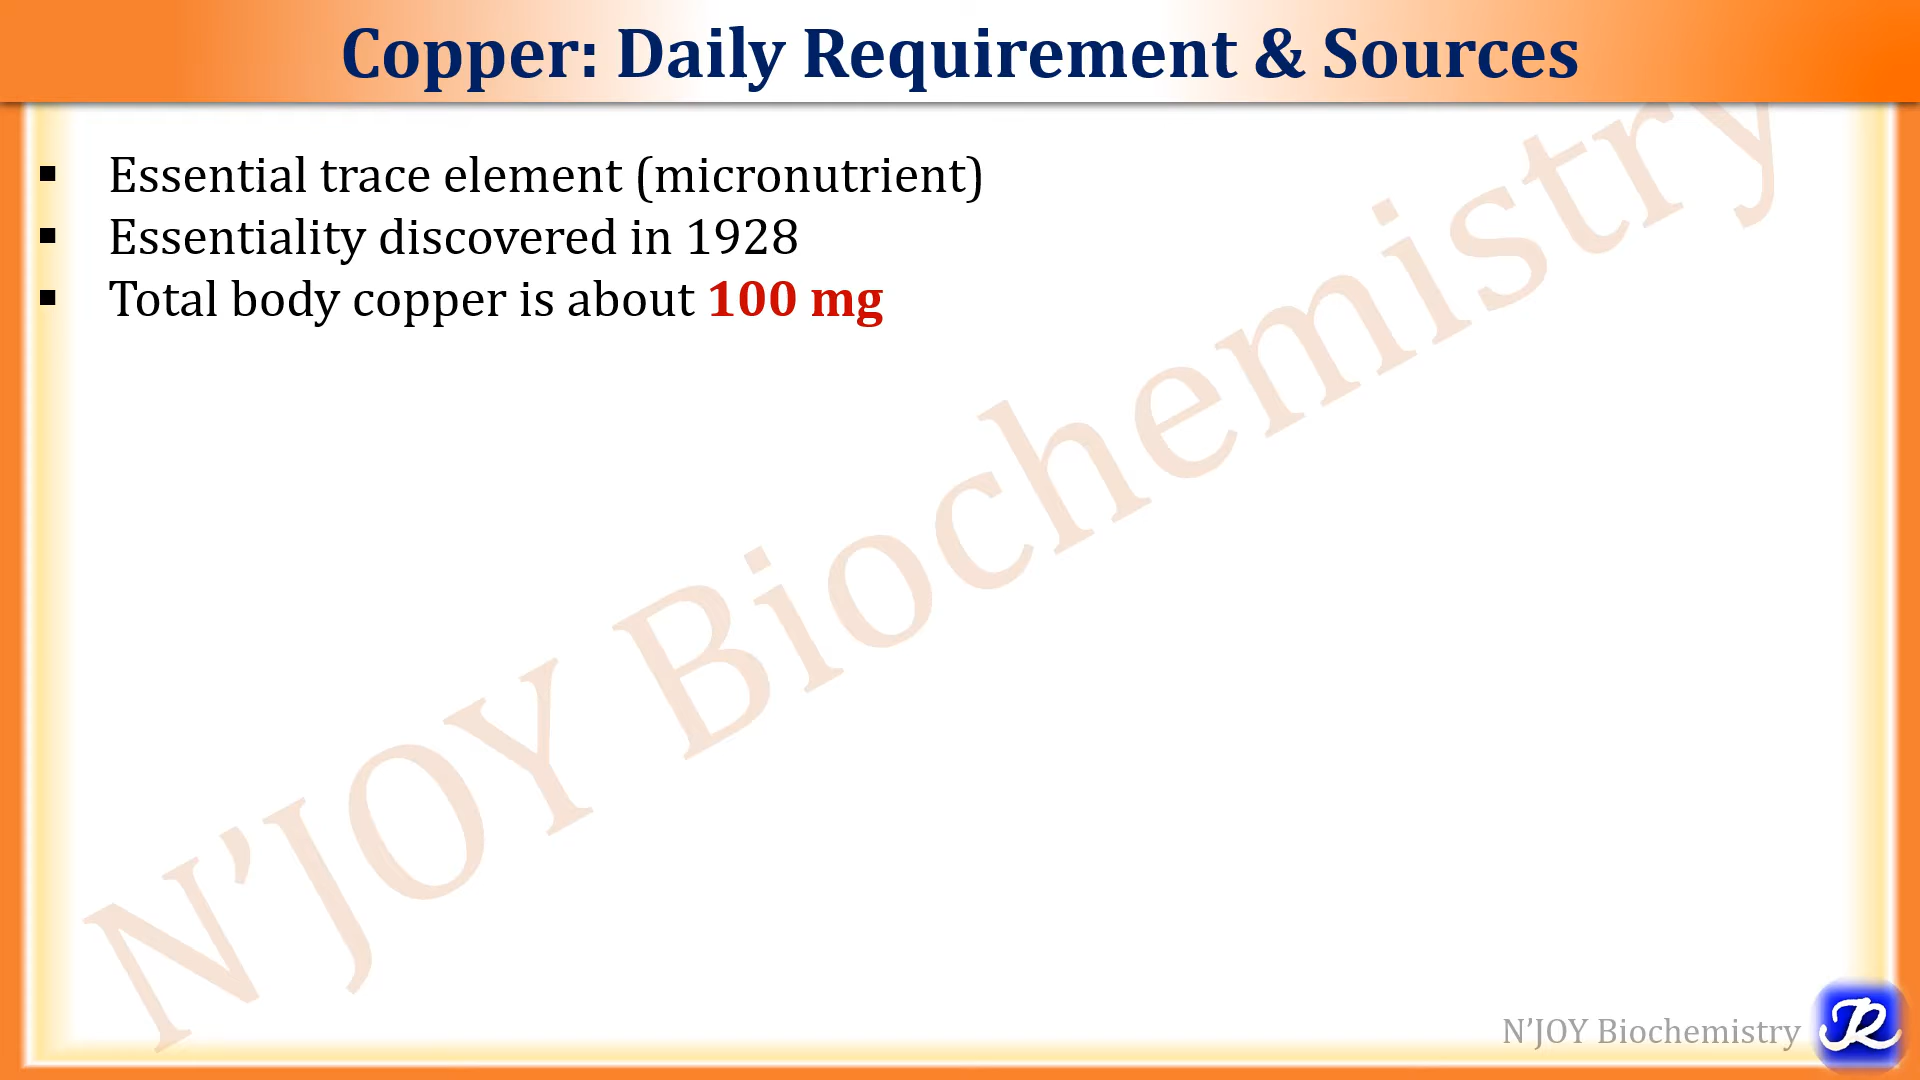 Copper: Daily Requirement & Sources
▪ Essential trace element (micronutrient)
▪ Essentiality discovered in 1928
▪ Total body copper is about 100 mg
N’JOY Biochemistry
N’JOY Biochemistry
JR